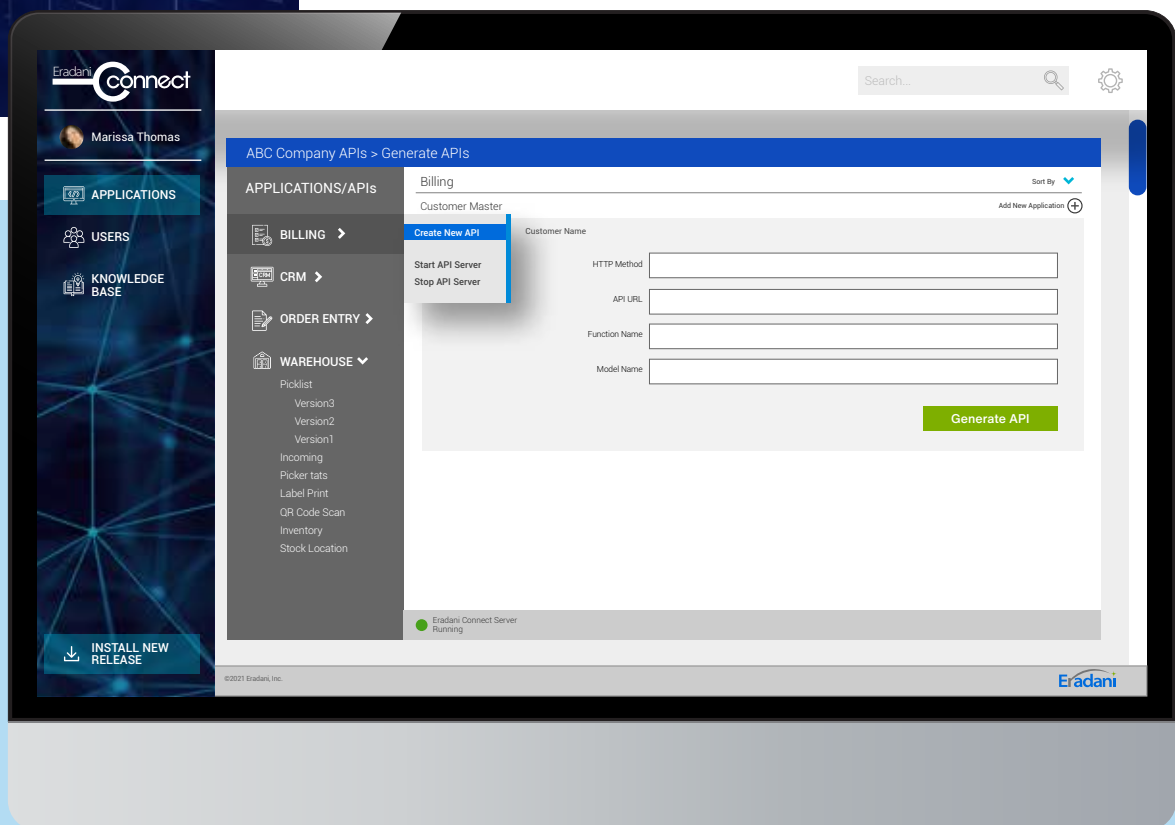 Eradani
connect
Search...
Marissa Thomas
APPLICATIONS
USERS
KNOWLEDGE
BASE
INSTALL NEW
RELEASE
ABC Company APIs > Generate APIs
APPLICATIONS/APIs
BILLING
CRM
ORDER ENTRY
WAREHOUSE
Picklist
Version3
Version2
Version1
Incoming
Picker tats
Label Print
QR Code Scan
Inventory
Stock Location
Billing
Sort By
Customer Master
Add New Application
Create New API
Start API Server
Stop API Server
Customer Name
HTTP Method
API URL
Function Name
Model Name
Generate API
Eradani Connect Server
Running
©2021 Eradani, Inc.
Eradani